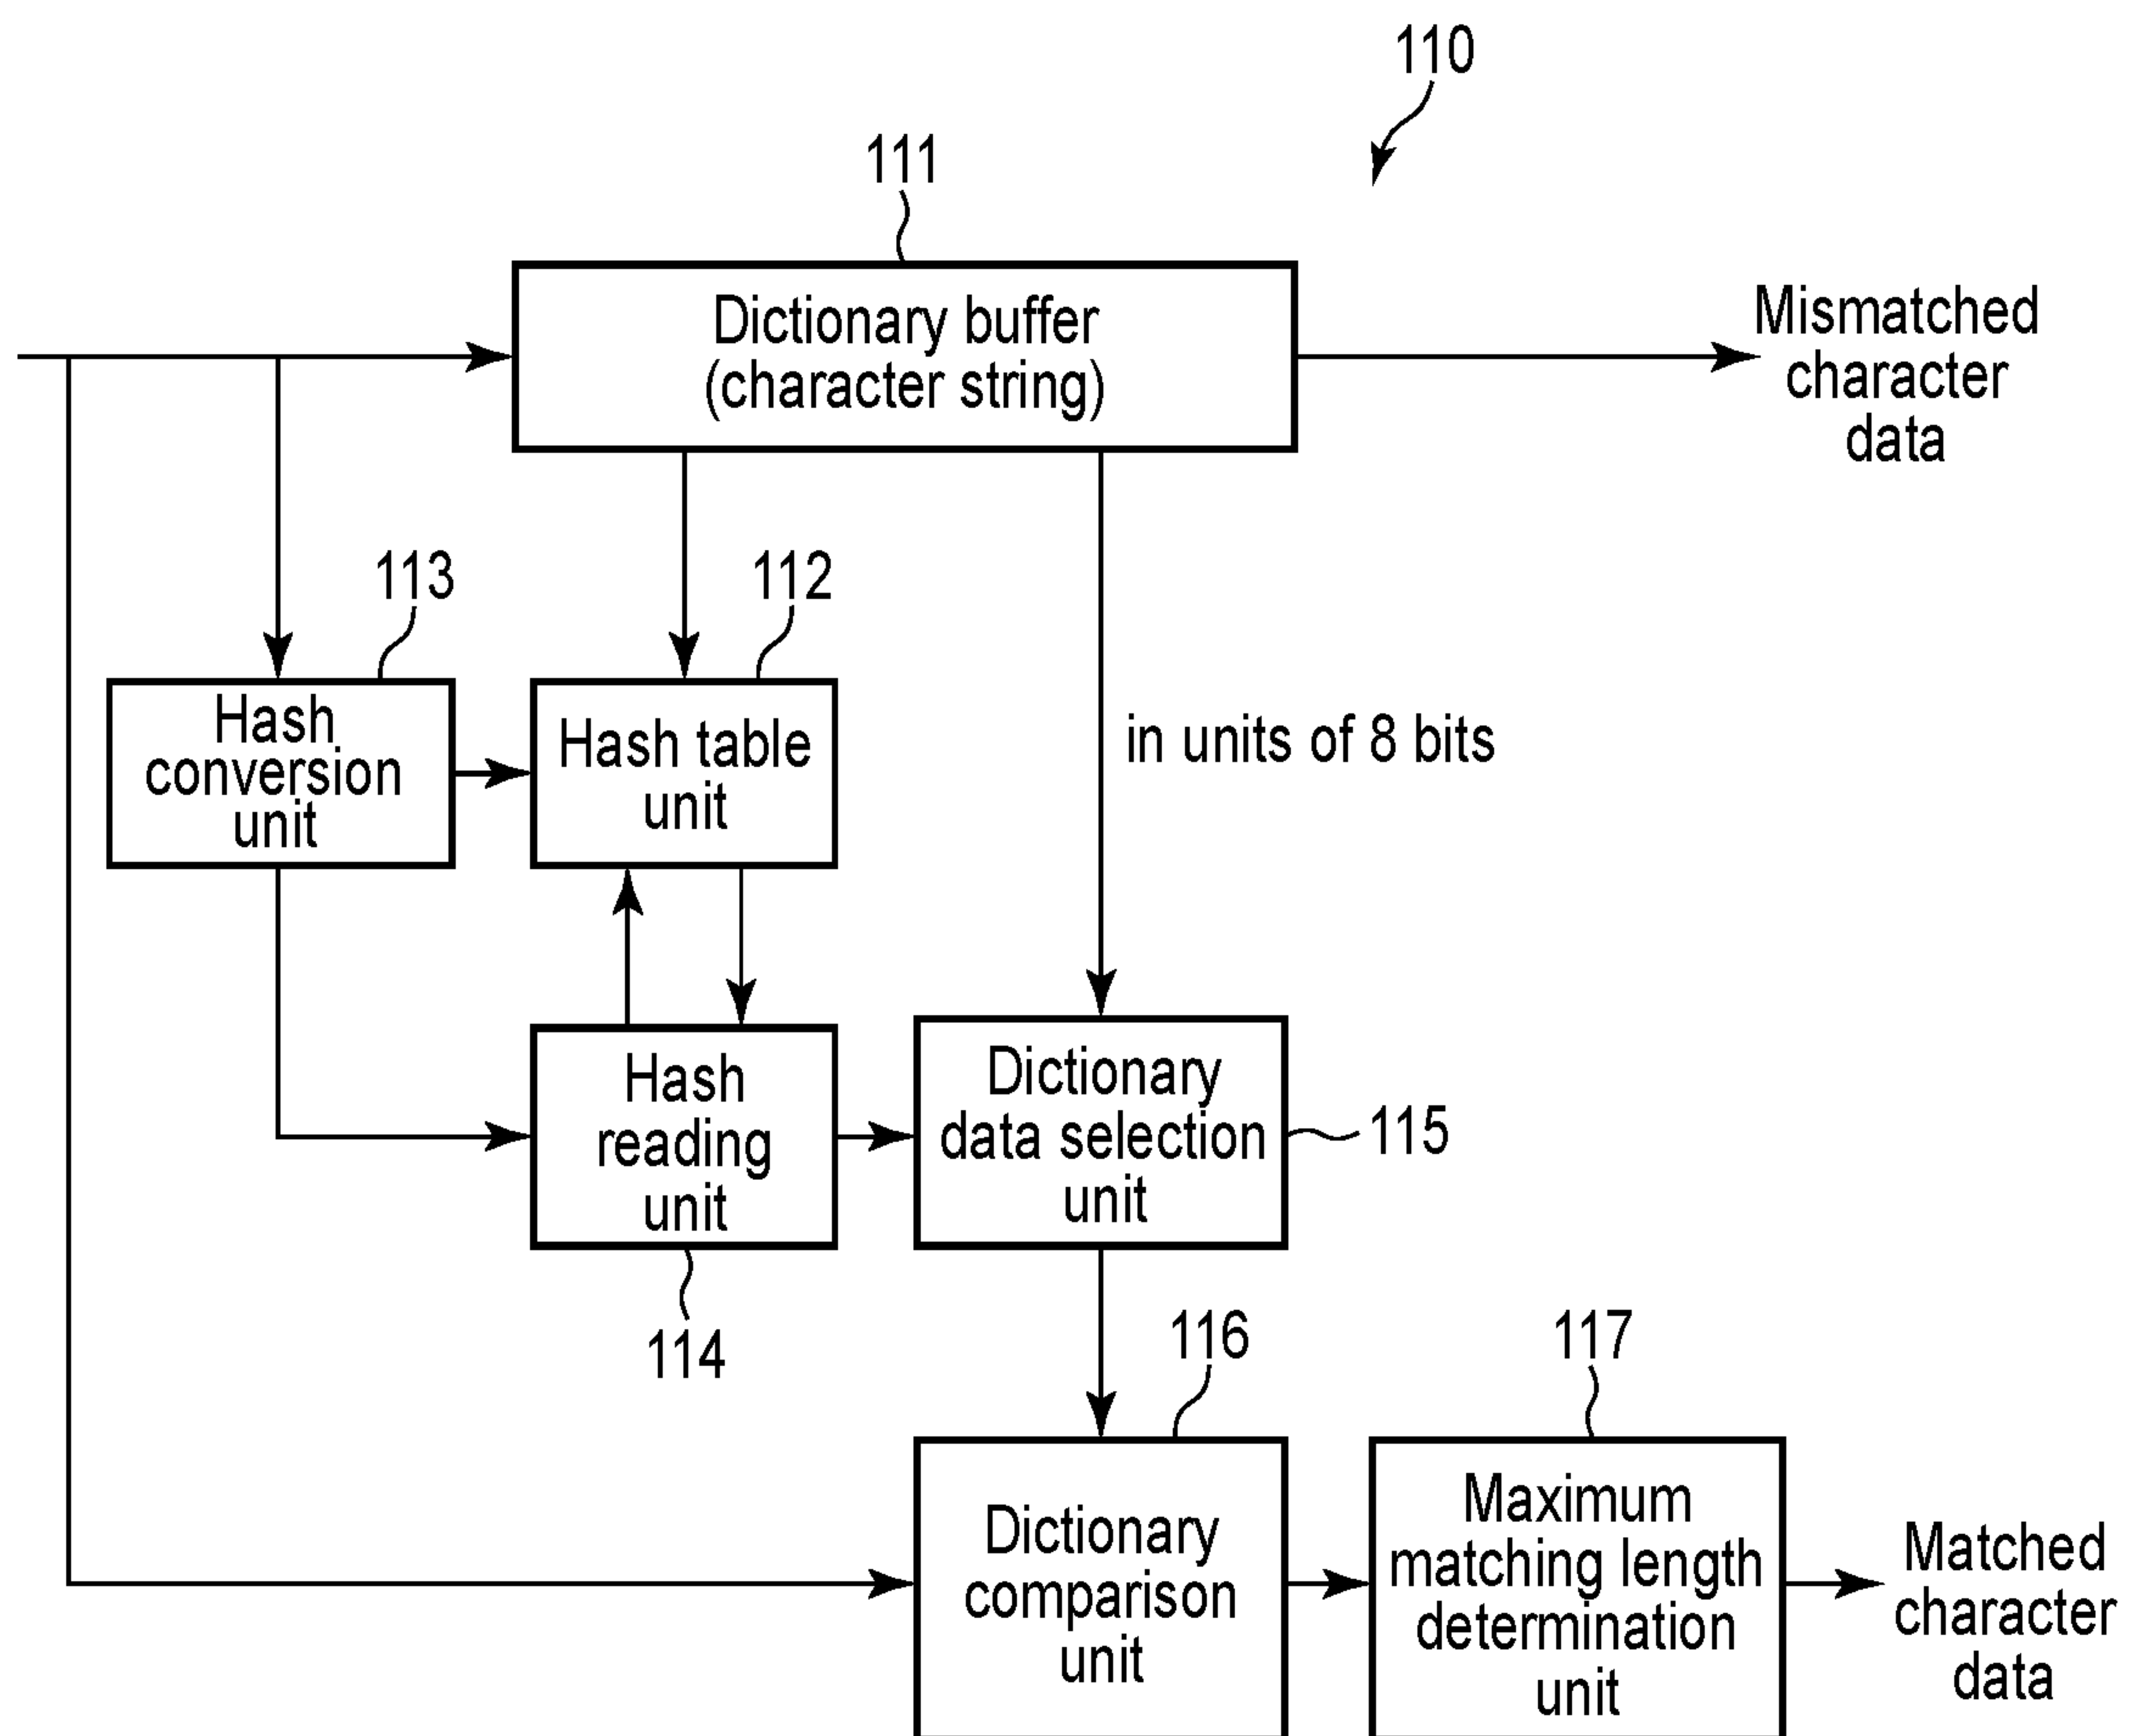 110
111
Dictionary buffer
(character string)
Mismatched
character
data
113
112
Hash
conversion
unit
Hash table
unit
in units of 8 bits
Hash
reading
unit
Dictionary
data selection
unit
115
114
116
117
Dictionary
comparison
unit
Maximum
matching length
determination
unit
Matched
character
data